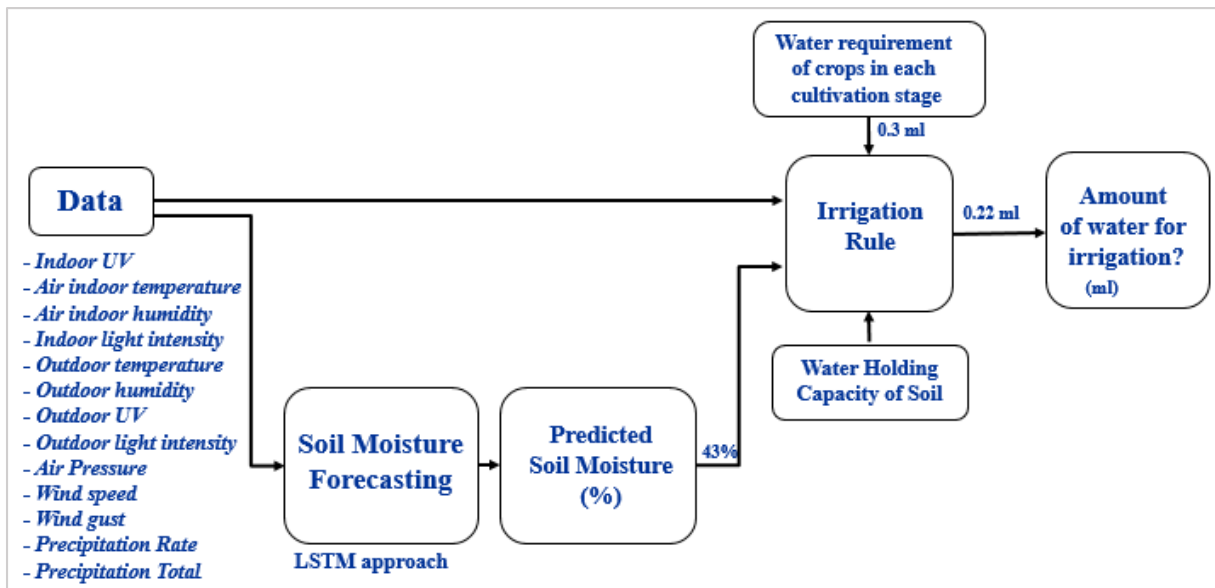 Water requirement
of crops in each
cultivation stage
0.3 ml
Data
Irrigation
Rule
0.22 ml
Amount
of water for
irrigation?
(ml)
- Indoor UV
- Air indoor temperature
- Air indoor humidity
- Indoor light intensity
- Outdoor temperature
- Outdoor humidity
- Outdoor UV
- Outdoor light intensity
- Air Pressure
- Wind speed
- Wind gust
- Precipitation Rate
- Precipitation Total
Soil Moisture
Forecasting
LSTM approach
Predicted
Soil Moisture
(%)
43%
Water Holding
Capacity of Soil